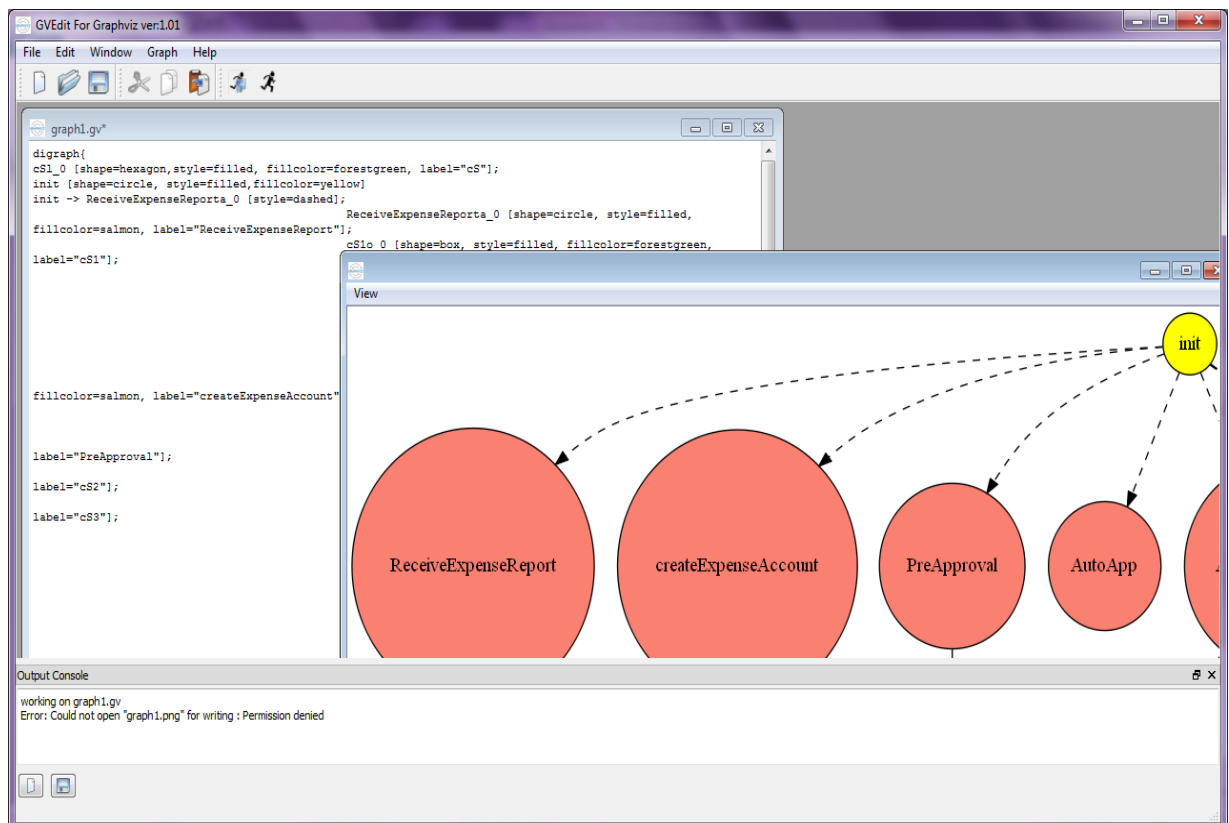 GVEdit For Graphviz ver:1.01
File Edit Window Graph Help
graph1.gv*
digraph{
cS1_0 [shape=hexagon,style=filled, fillcolor=forestgreen, label="cS"];
init [shape=circle, style=filled,fillcolor=yellow]
init -> ReceiveExpenseReporta_0 [style=dashed];
ReceiveExpenseReporta_0 [shape=circle, style=filled,
fillcolor=salmon, label="ReceiveExpenseReport"];
cS1o_0 [shape=box, style=filled, fillcolor=forestgreen,
label="cS1"];
fillcolor=salmon, label="createExpenseAccount"
label="PreApproval"];
label="cS2"];
label="cS3"];
View
init
ReceiveExpenseReport
createExpenseAccount
PreApproval
AutoApp
Output Console
working on graph1.gv
Error: Could not open "graph1.png" for writing : Permission denied